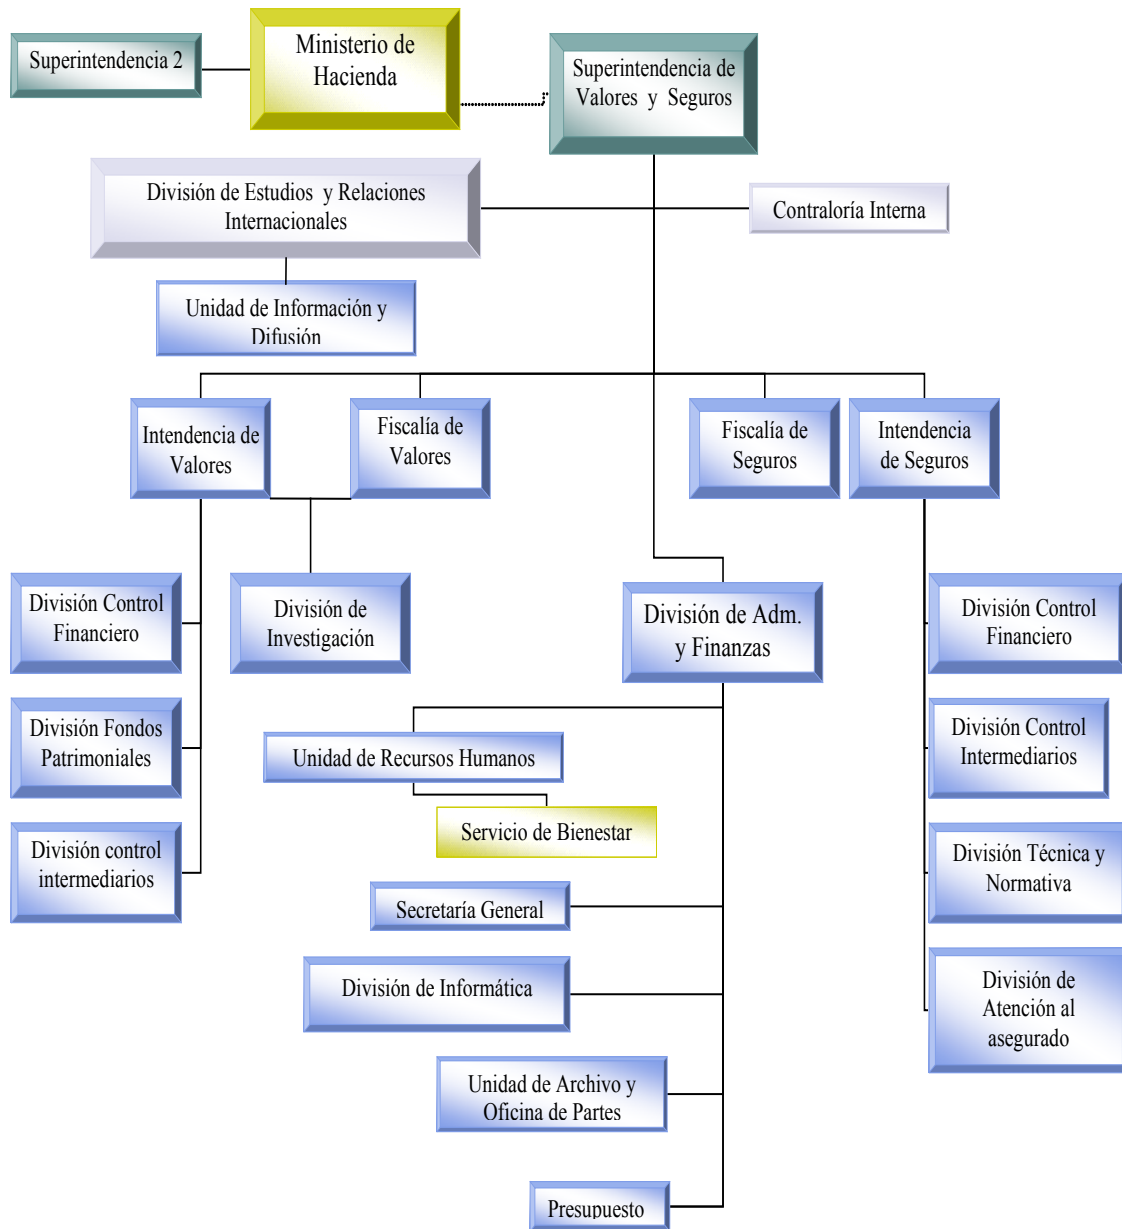 Superintendencia 2
Ministerio de
Hacienda
Superintendencia de
Valores y Seguros
División de Estudios y Relaciones
Internacionales
Contraloría Interna
Unidad de Información y
Difusión
Intendencia de
Valores
Fiscalía de
Valores
Fiscalía de
Seguros
Intendencia
de Seguros
División Control
Financiero
División de
Investigación
División de Adm.
y Finanzas
División Control
Financiero
División Fondos
Patrimoniales
Unidad de Recursos Humanos
División Control
Intermediarios
Servicio de Bienestar
División control
intermediarios
División Técnica y
Normativa
Secretaría General
División de Informática
División de
Atención al
asegurado
Unidad de Archivo y
Oficina de Partes
Presupuesto